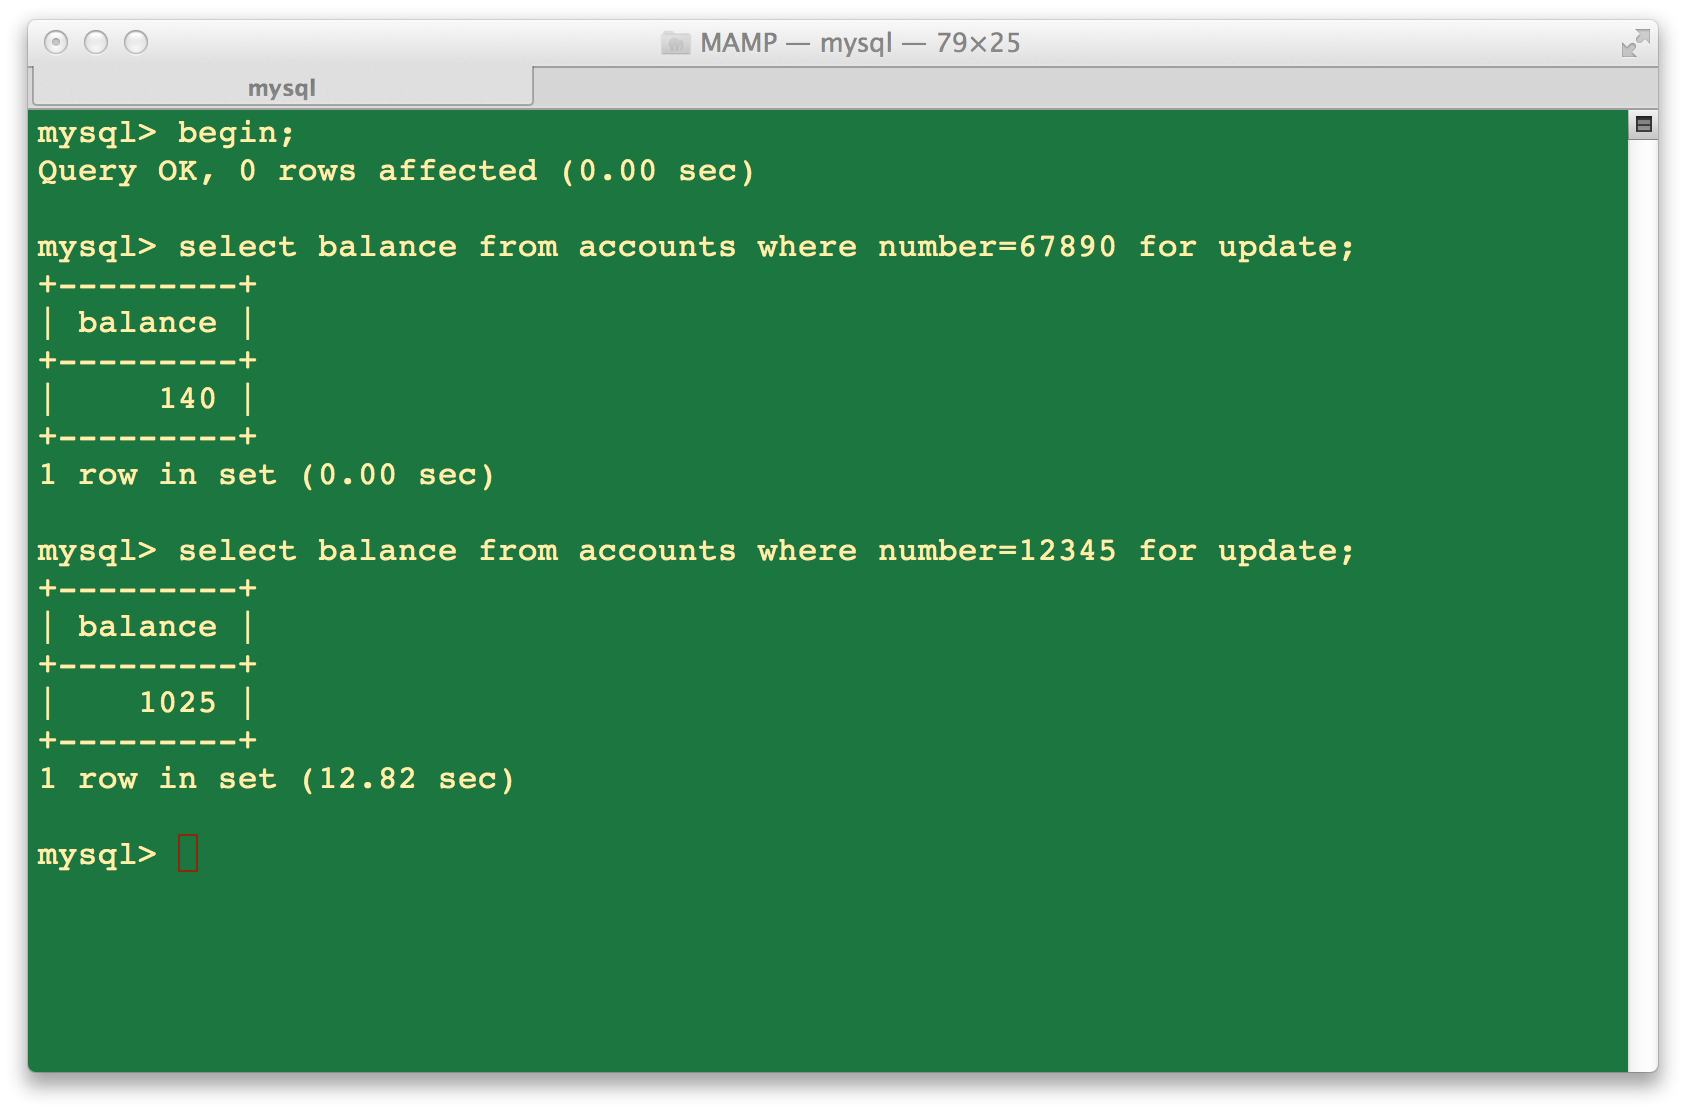 MAMP — mysql — 79×25
mysql
mysql> begin;
Query OK, 0 rows affected (0.00 sec)
mysql> select balance from accounts where number=67890 for update;
+---------+
| balance |
+---------+
|     140 |
+---------+
1 row in set (0.00 sec)
mysql> select balance from accounts where number=12345 for update;
+---------+
| balance |
+---------+
|    1025 |
+---------+
1 row in set (12.82 sec)
mysql>